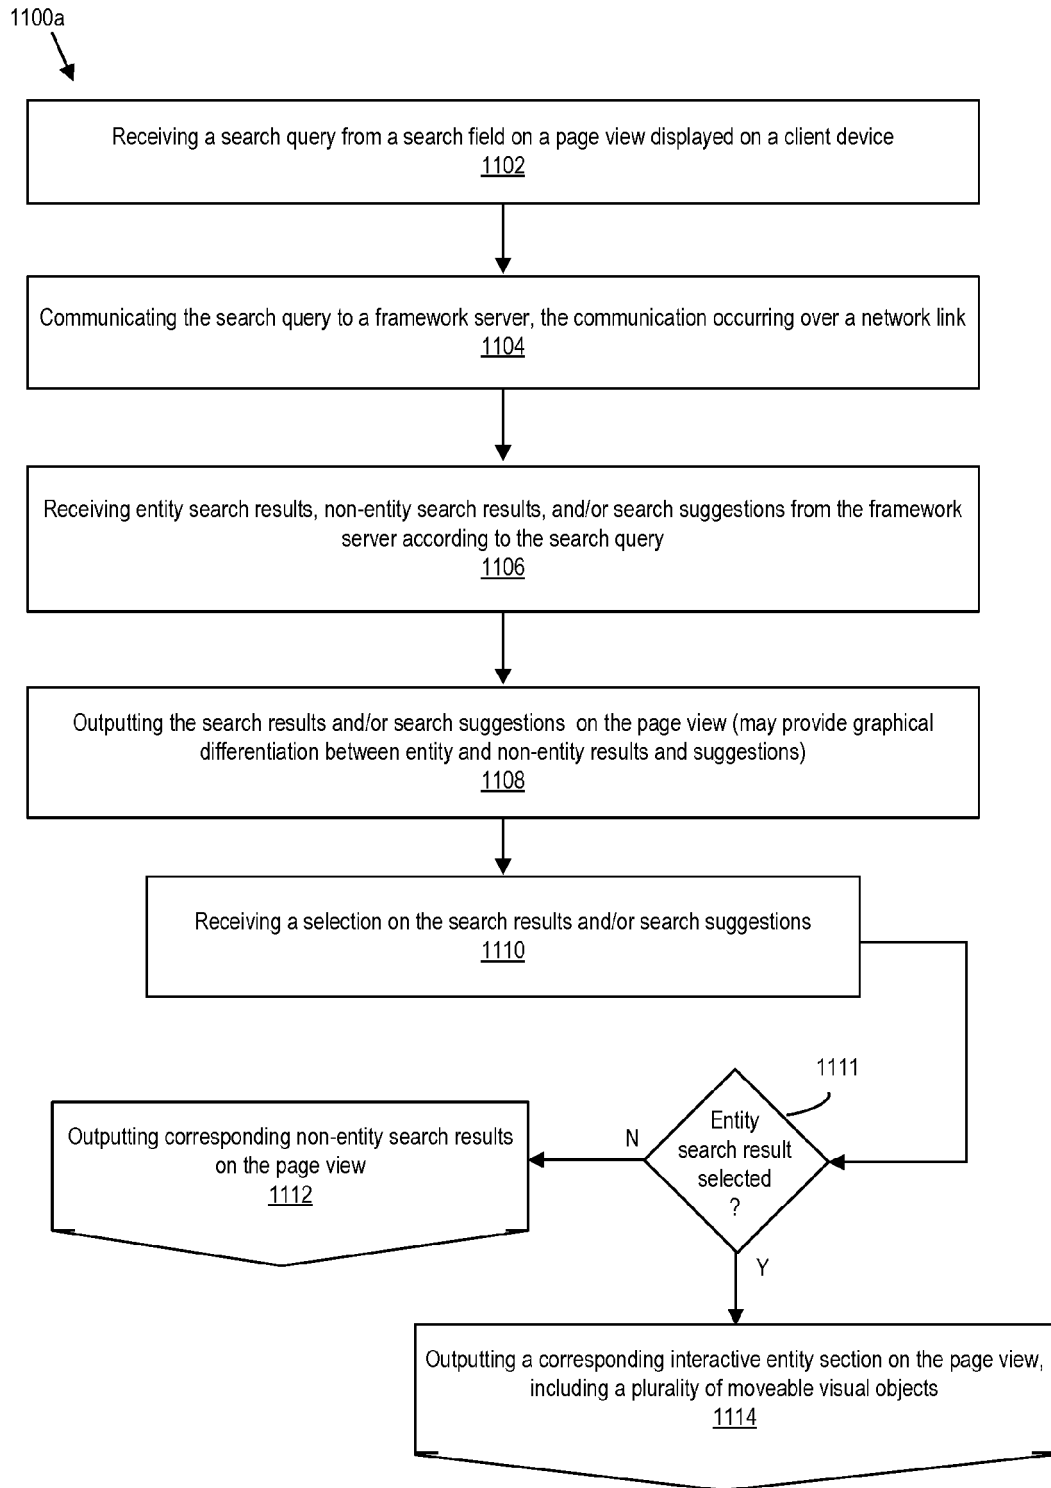 1100a
Receiving a search query from a search field on a page view displayed on a client device
1102
Communicating the search query to a framework server, the communication occurring over a network link
1104
Receiving entity search results, non-entity search results, and/or search suggestions from the framework
server according to the search query
1106
Outputting the search results and/or search suggestions on the page view (may provide graphical
differentiation between entity and non-entity results and suggestions)
1108
Receiving a selection on the search results and/or search suggestions
1110
1111
Entity
search result
selected
?
N
Outputting corresponding non-entity search results
on the page view
1112
Y
Outputting a corresponding interactive entity section on the page view,
including a plurality of moveable visual objects
1114